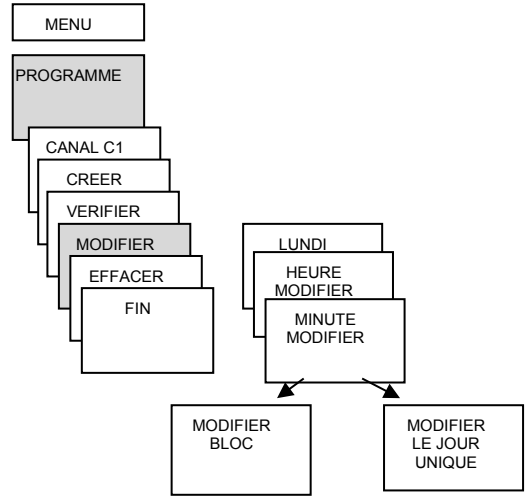 MENU
PROGRAMME
CANAL C1
CREER
VERIFIER
MODIFIER
EFFACER
FIN
LUNDI
HEURE
MODIFIER
MINUTE
MODIFIER
MODIFIER
BLOC
MODIFIER
LE JOUR
UNIQUE